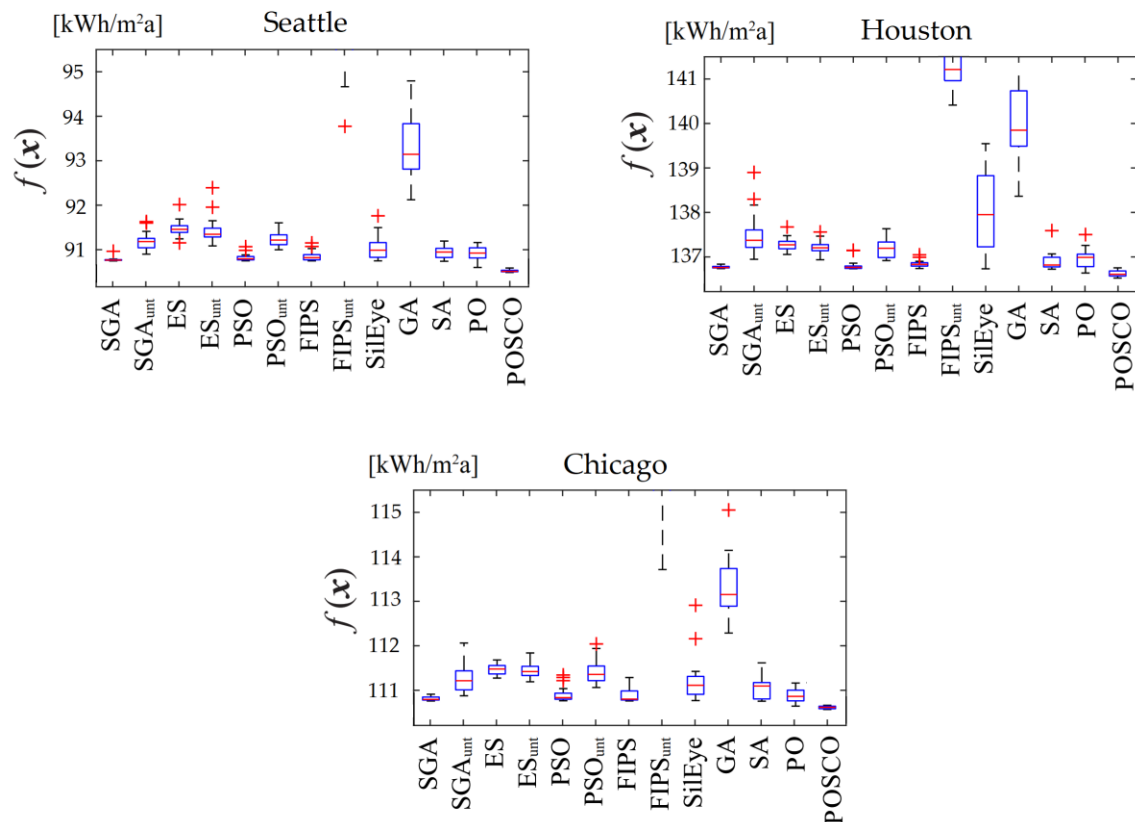 [kWh/m²a] Seattle
f(x)
95
94
93
92
91
SGA
SGAunt
ES
ESunt
PSO
PSOunt
FIPS
FIPSunt
SilEye
GA
SA
PO
POSCO
[kWh/m²a] Houston
f(x)
141
140
139
138
137
SGA
SGAunt
ES
ESunt
PSO
PSOunt
FIPS
FIPSunt
SilEye
GA
SA
PO
POSCO
[kWh/m²a] Chicago
f(x)
115
114
113
112
111
SGA
SGAunt
ES
ESunt
PSO
PSOunt
FIPS
FIPSunt
SilEye
GA
SA
PO
POSCO